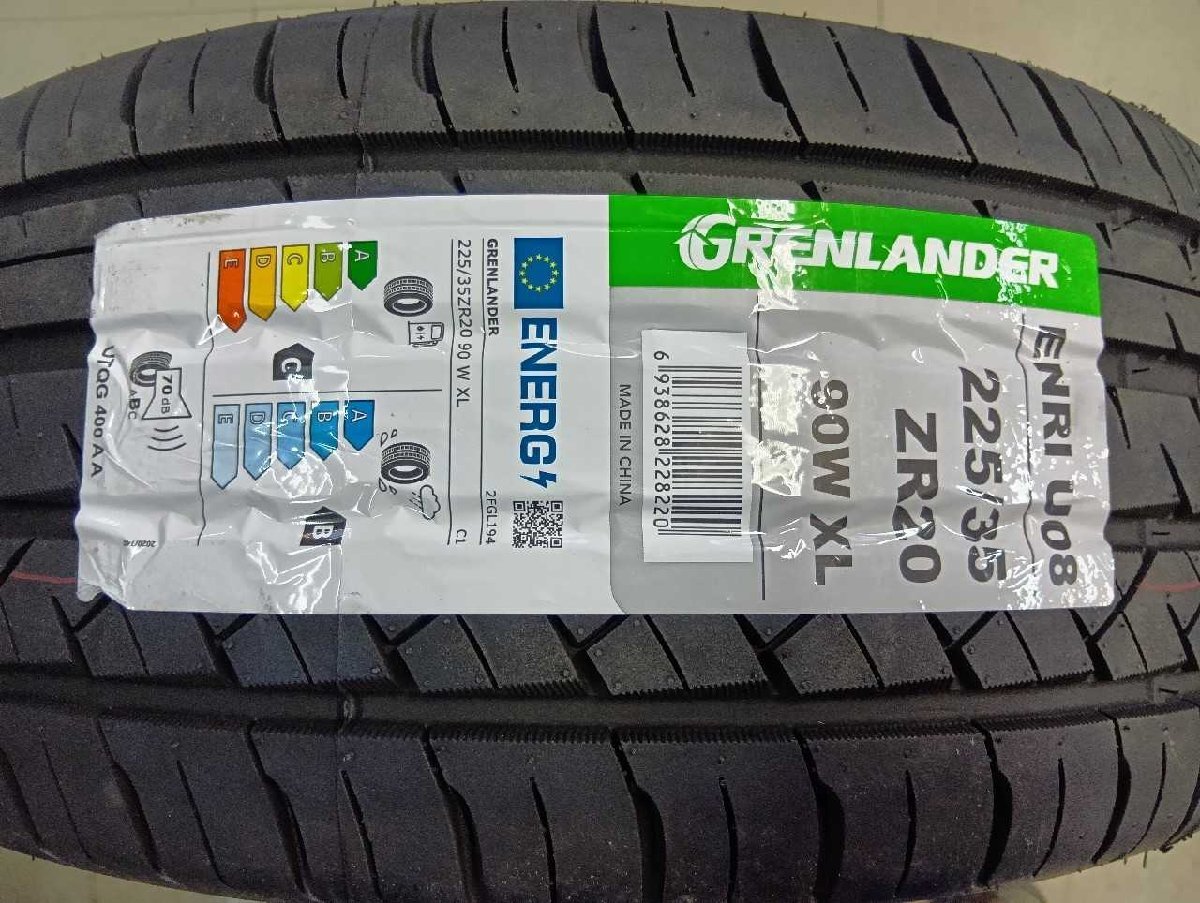 GRENLANDER
ENRI U08
225/35
ZR20
90W XL
6 938628 228220
MADE IN CHINA
ENERG
GRENLANDER
2FGL194
225/35ZR20 90 W XL
C1
A
B
C
D
E
C
A
B
C
D
E
B
70 dB
ABC
UTQG 400 A A